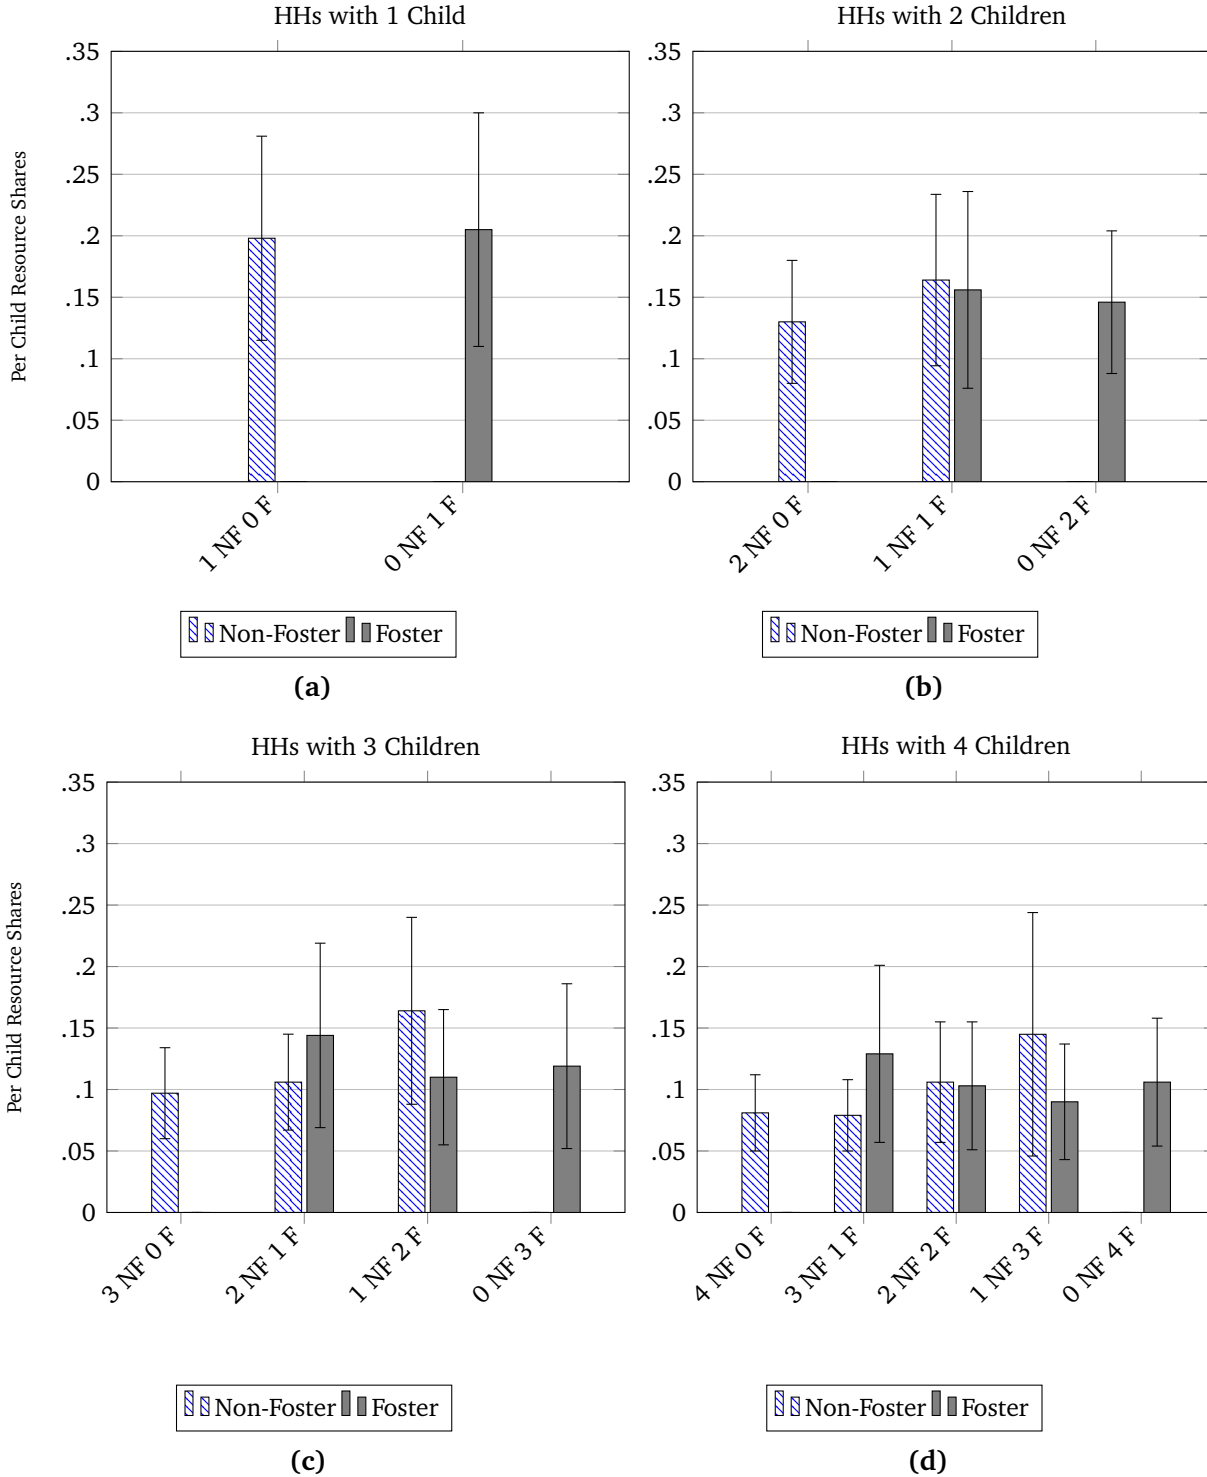 HHs with 1 Child
Per Child Resource Shares
.35
.3
.25
.2
.15
.1
.05
0
1 NF 0 F
0 NF 1 F
Non-Foster Foster
(a)
HHs with 2 Children
.35
.3
.25
.2
.15
.1
.05
0
2 NF 0 F
1 NF 1 F
0 NF 2 F
Non-Foster Foster
(b)
HHs with 3 Children
Per Child Resource Shares
.35
.3
.25
.2
.15
.1
.05
0
3 NF 0 F
2 NF 1 F
1 NF 2 F
0 NF 3 F
Non-Foster Foster
(c)
HHs with 4 Children
.35
.3
.25
.2
.15
.1
.05
0
4 NF 0 F
3 NF 1 F
2 NF 2 F
1 NF 3 F
0 NF 4 F
Non-Foster Foster
(d)